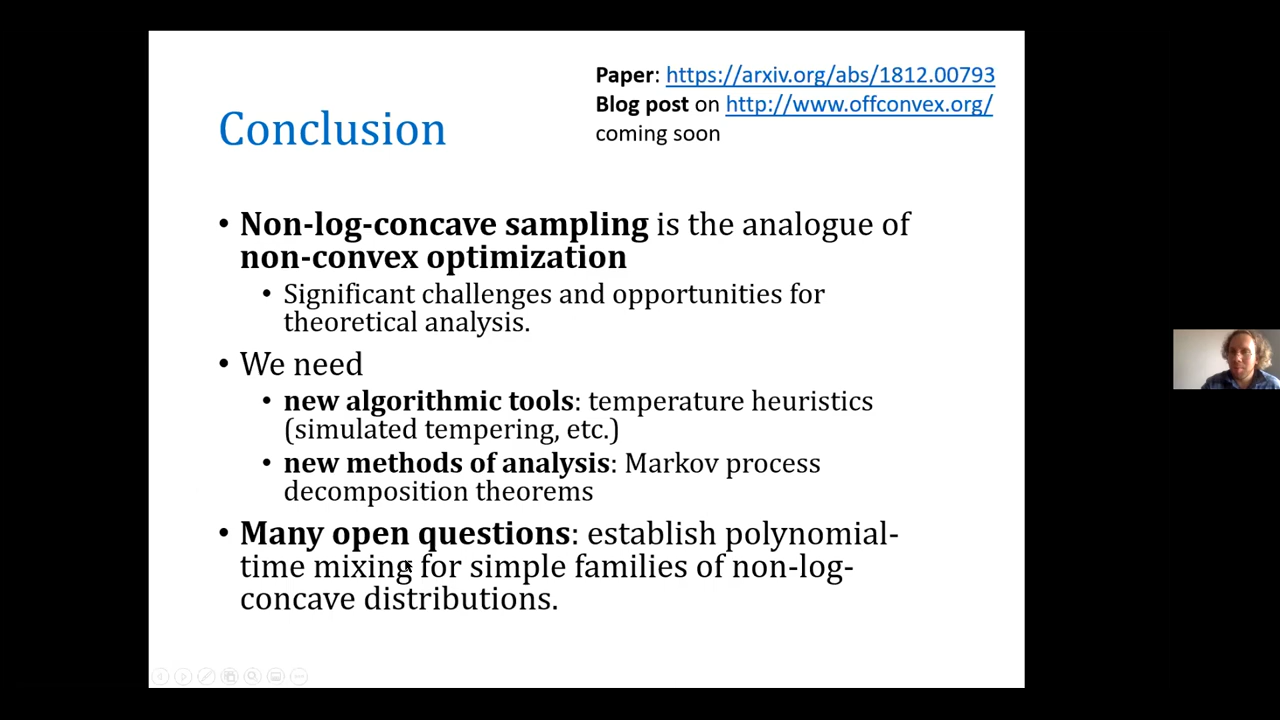 Paper: https://arxiv.org/abs/1812.00793
Blog post on http://www.offconvex.org/
coming soon
Conclusion
• Non-log-concave sampling is the analogue of
non-convex optimization
• Significant challenges and opportunities for
theoretical analysis.
• We need
• new algorithmic tools: temperature heuristics
(simulated tempering, etc.)
• new methods of analysis: Markov process
decomposition theorems
• Many open questions: establish polynomial-
time mixing for simple families of non-log-
concave distributions.